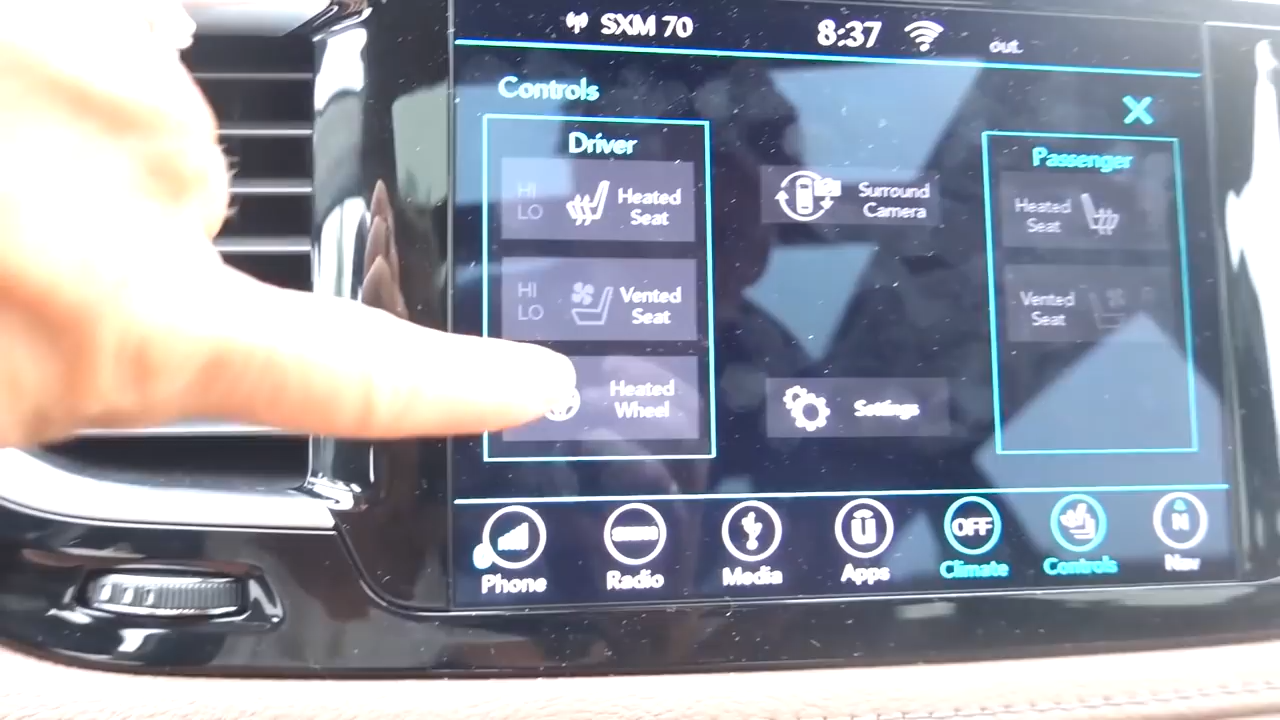 SXM 70
8:37
out.
Controls
Driver
HI
LO
Heated
Seat
HI
LO
Vented
Seat
Heated
Wheel
Surround
Camera
Settings
Passenger
Heated
Seat
Vented
Seat
OFF
N
Phone
Radio
Media
Apps
Climate
Controls
Nav